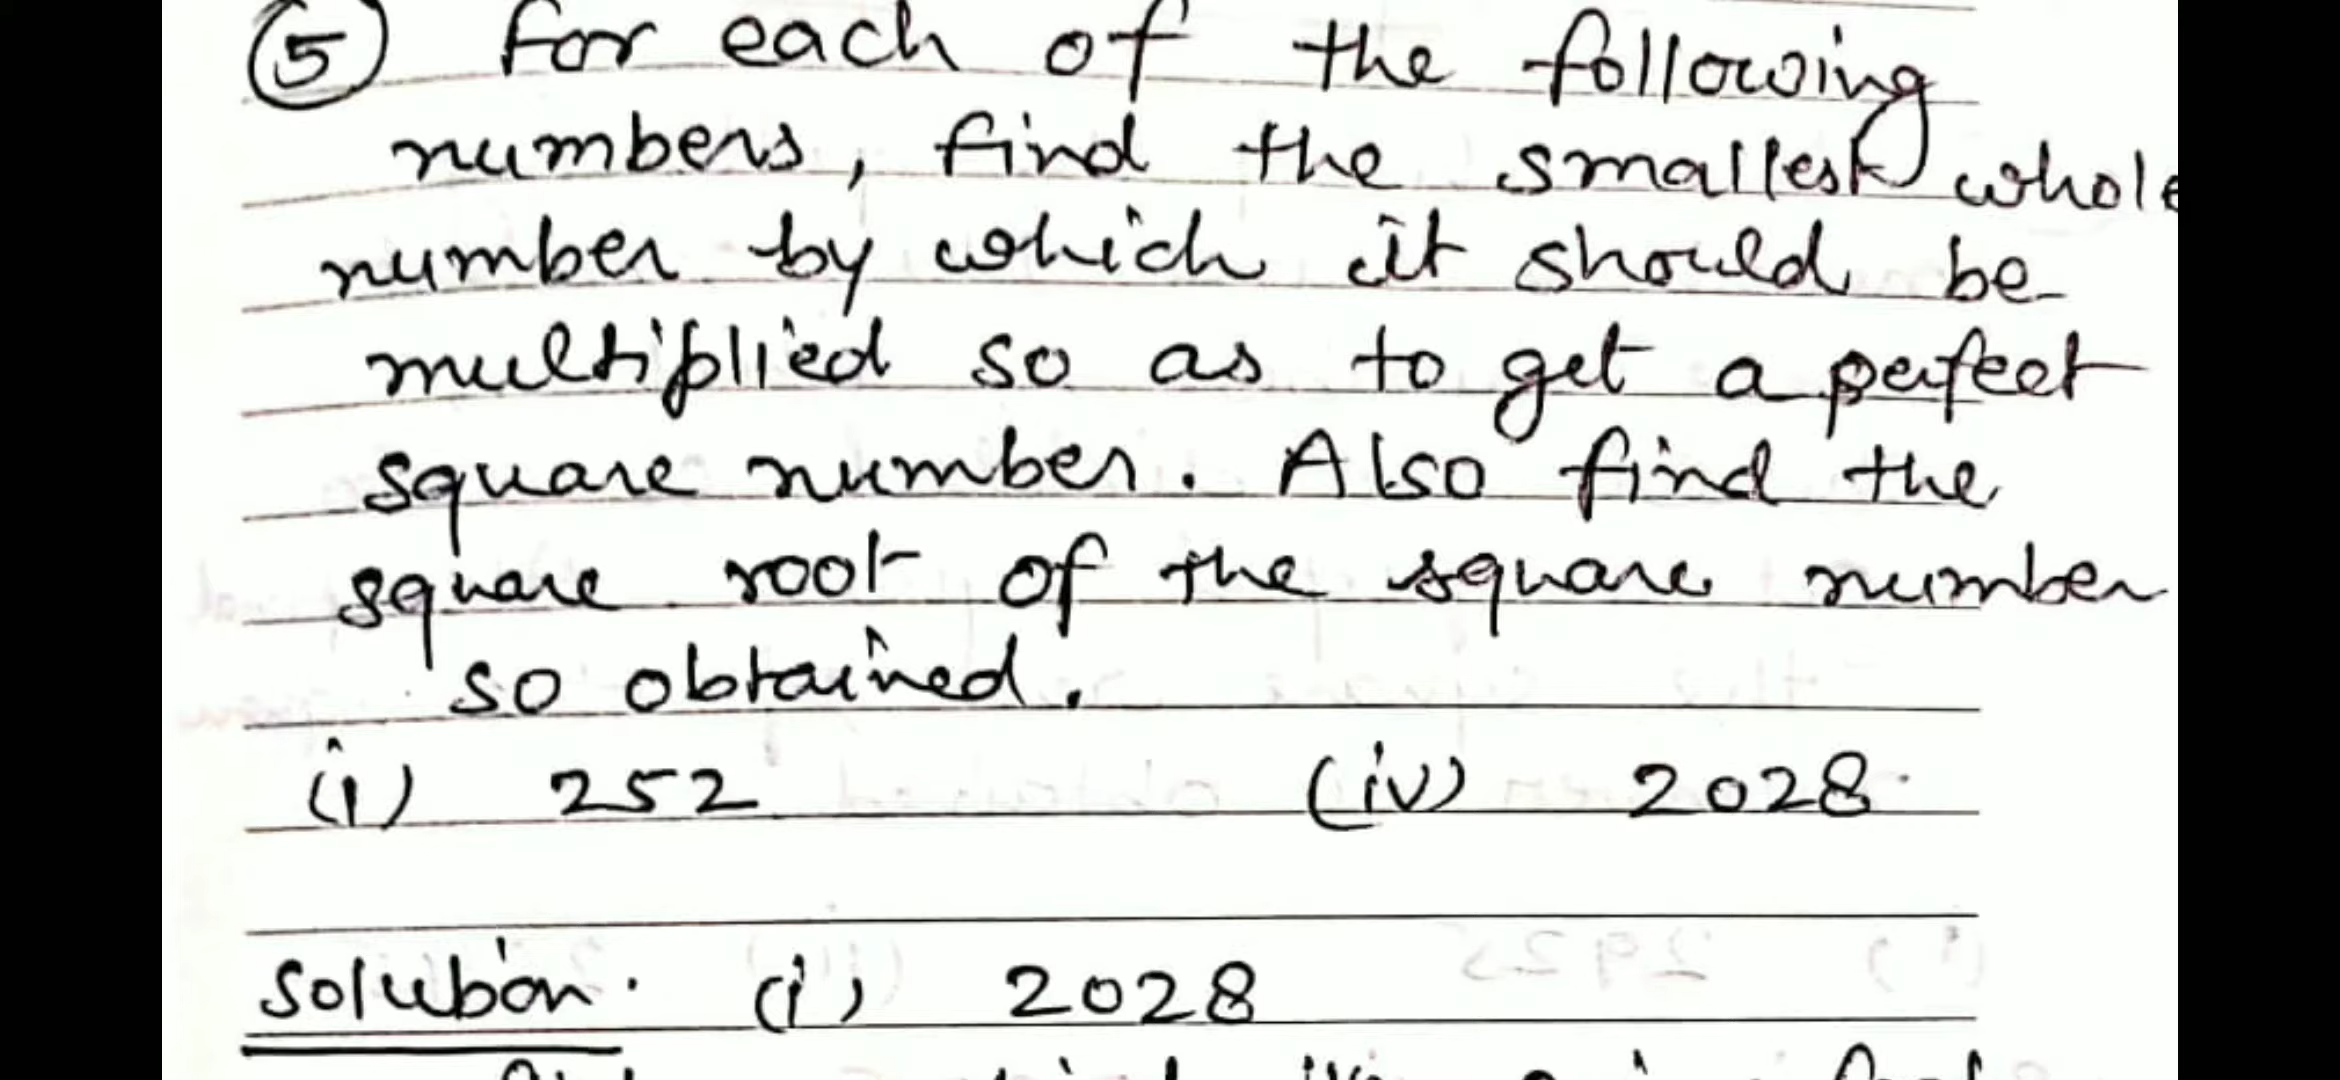 5 For each of the following
numbers, find the smallest whole
number by which it should be
multiplied so as to get a perfect
square number. Also find the
square root of the square number
so obtained.
(i) 252 (iv) 2028.
Solution. (i) 2028